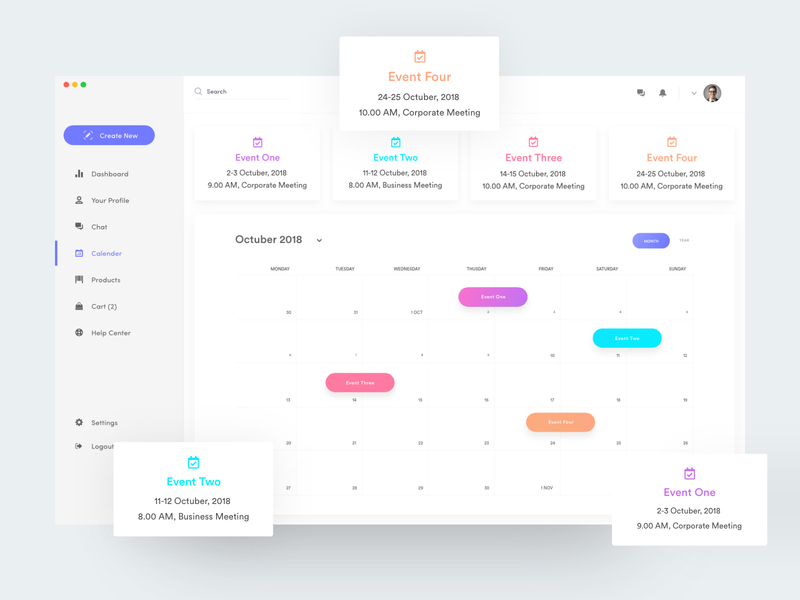 Event Four
24-25 Octuber, 2018
10.00 AM, Corporate Meeting
Search
Create New
Dashboard
Your Profile
Chat
Calender
Products
Cart (2)
Help Center
Settings
Logout
Event One
2-3 Octuber, 2018
9.00 AM, Corporate Meeting
Event Two
11-12 Octuber, 2018
8.00 AM, Business Meeting
Event Three
14-15 Octuber, 2018
10.00 AM, Corporate Meeting
Event Four
24-25 Octuber, 2018
10.00 AM, Corporate Meeting
Octuber 2018
MONTH YEAR
MONDAY TUESDAY WEDNESDAY THUSDAY FRIDAY SATURDAY SUNDAY
Event One
30 31 1 OCT 2
Event Two
7 8 9 10 11 12
Event Three
13 14 15 16 17 18 19
Event Four
20 21 22 23 24 25 26
27 28 29 30 1 NOV
Event Two
11-12 Octuber, 2018
8.00 AM, Business Meeting
Event One
2-3 Octuber, 2018
9.00 AM, Corporate Meeting